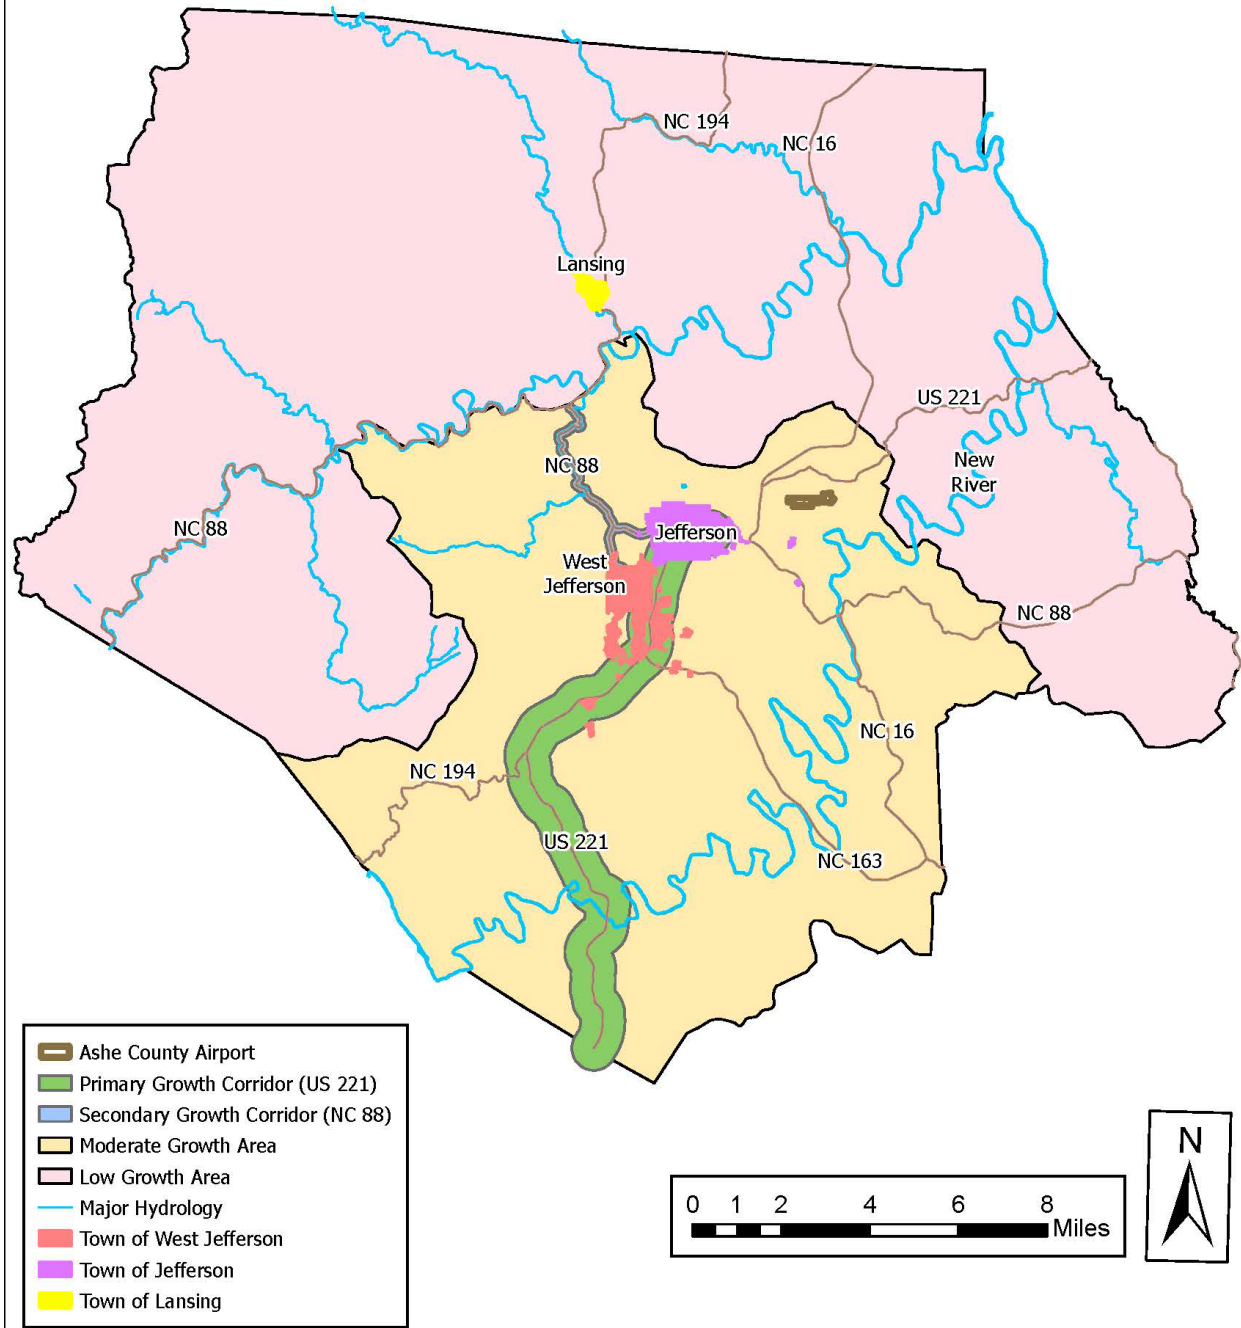 NC 194
NC 16
Lansing
US 221
New
River
NC 88
NC 88
Jefferson
West
Jefferson
NC 88
NC 16
NC 194
US 221
NC 163
Ashe County Airport
Primary Growth Corridor (US 221)
Secondary Growth Corridor (NC 88)
Moderate Growth Area
Low Growth Area
Major Hydrology
Town of West Jefferson
Town of Jefferson
Town of Lansing
0 1 2 4 6 8
Miles
N